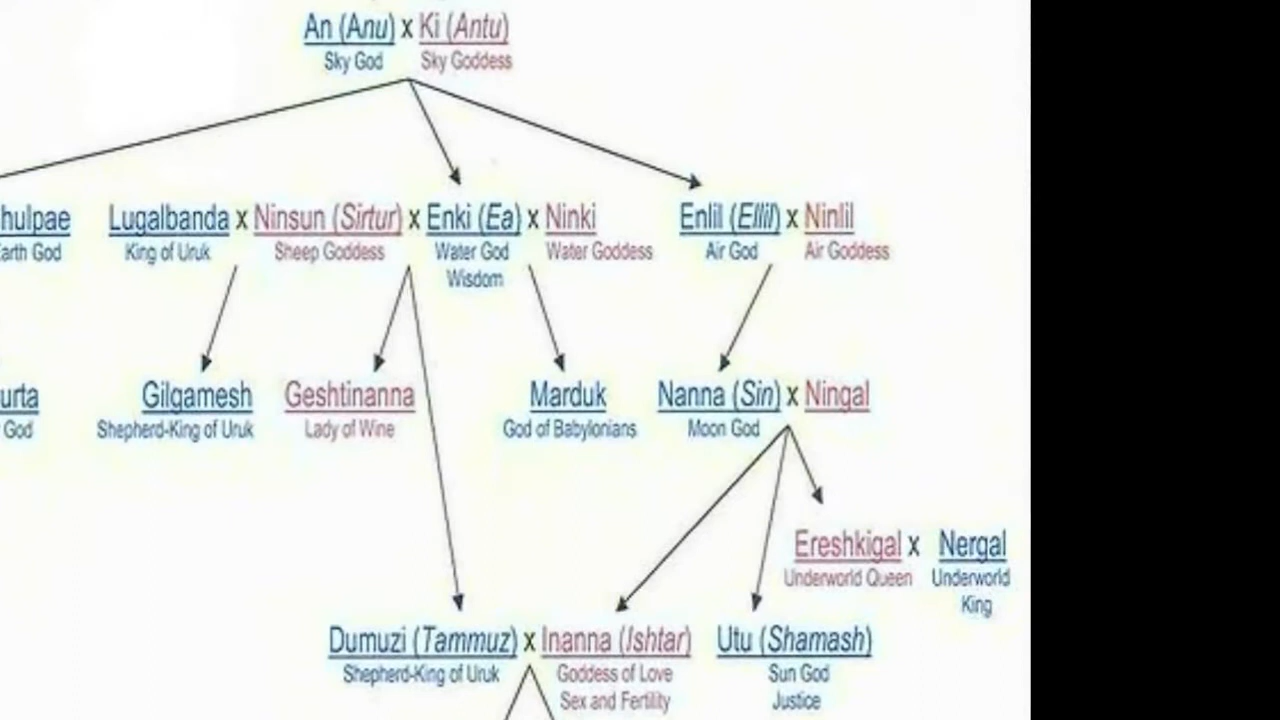 An (Anu) x Ki (Antu)
Sky God Sky Goddess
hulpae Lugalbanda x Ninsun (Sirtur) x Enki (Ea) x Ninki Enlil (Ellil) x Ninlil
arth God King of Uruk Sheep Goddess Water God Water Goddess Air God Air Goddess
Wisdom
urta Gilgamesh Geshtinanna Marduk Nanna (Sin) x Ningal
God Shepherd-King of Uruk Lady of Wine God of Babylonians Moon God
Ereshkigal x Nergal
Underworld Queen Underworld
King
Dumuzi (Tammuz) x Inanna (Ishtar) Utu (Shamash)
Shepherd-King of Uruk Goddess of Love Sun God
Sex and Fertility Justice